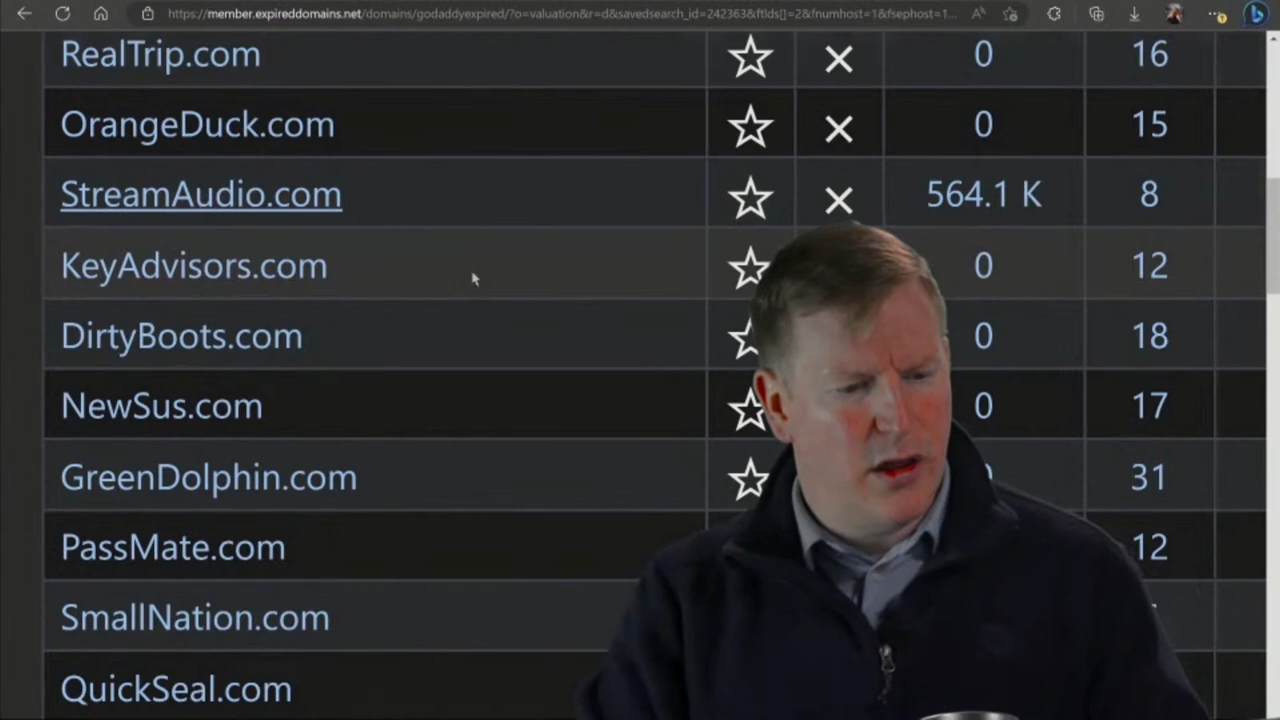 https://member.expireddomains.net/domains/godaddyexpired/?o=valuation&r=d&savedsearch_id=242363&ftlds[]=2&fnumhost=1&fsephost=1...
RealTrip.com 0 16
OrangeDuck.com 0 15
StreamAudio.com 564.1 K 8
KeyAdvisors.com 0 12
DirtyBoots.com 0 18
NewSus.com 0 17
GreenDolphin.com 31
PassMate.com 12
SmallNation.com
QuickSeal.com